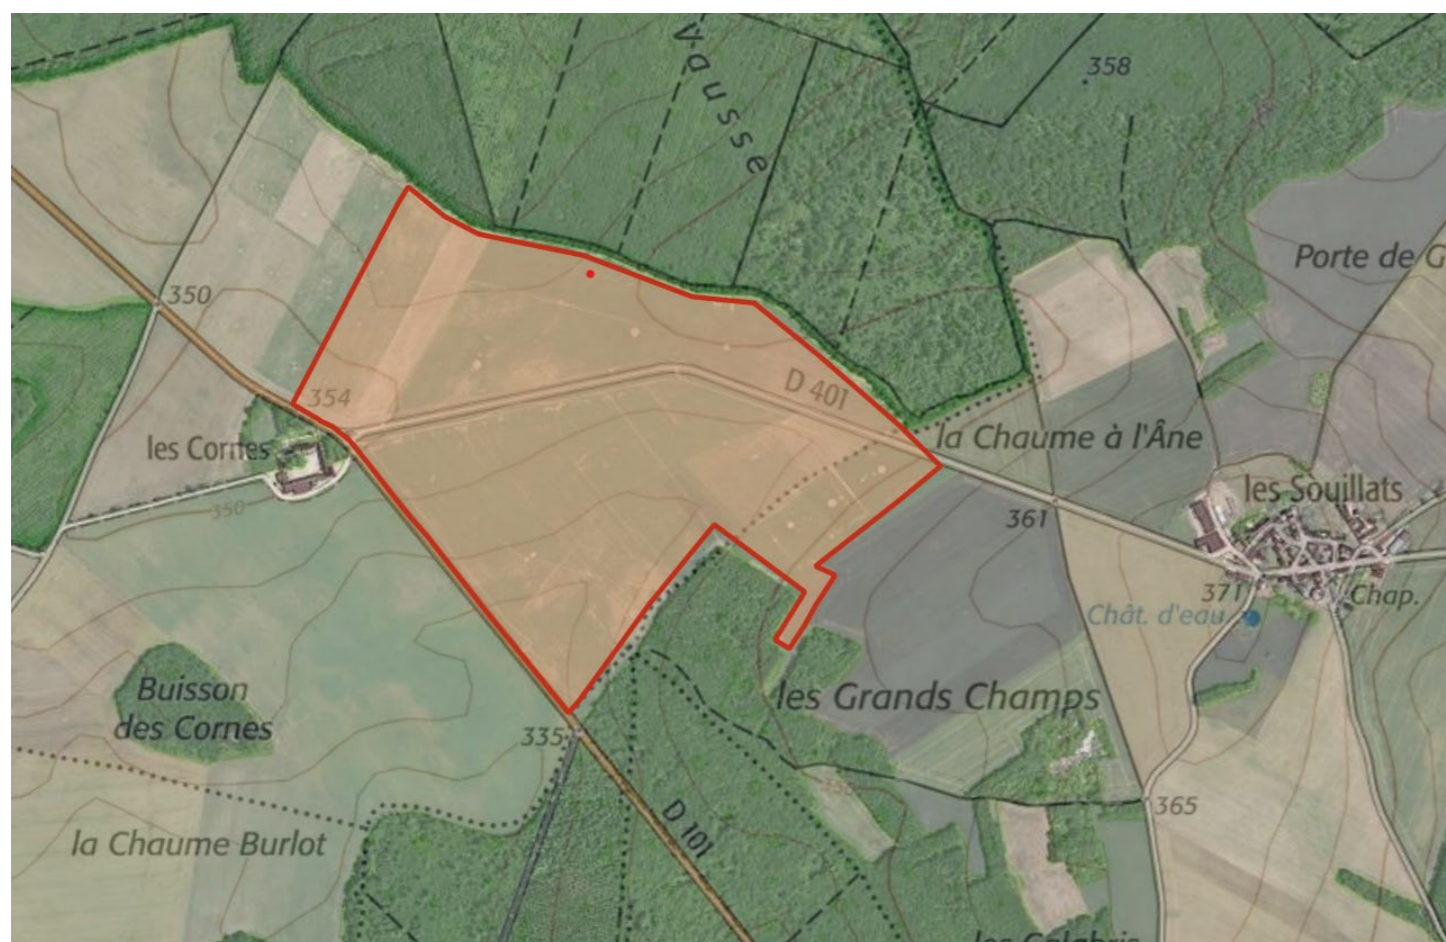 Vausse
358
Porte de G
350
354
D 401
les Cornes
la Chaume à l'Âne
350
361
les Souillats
371
Chap.
Chât. d'eau
Buisson
des Cornes
les Grands Champs
335
D 101
365
la Chaume Burlot